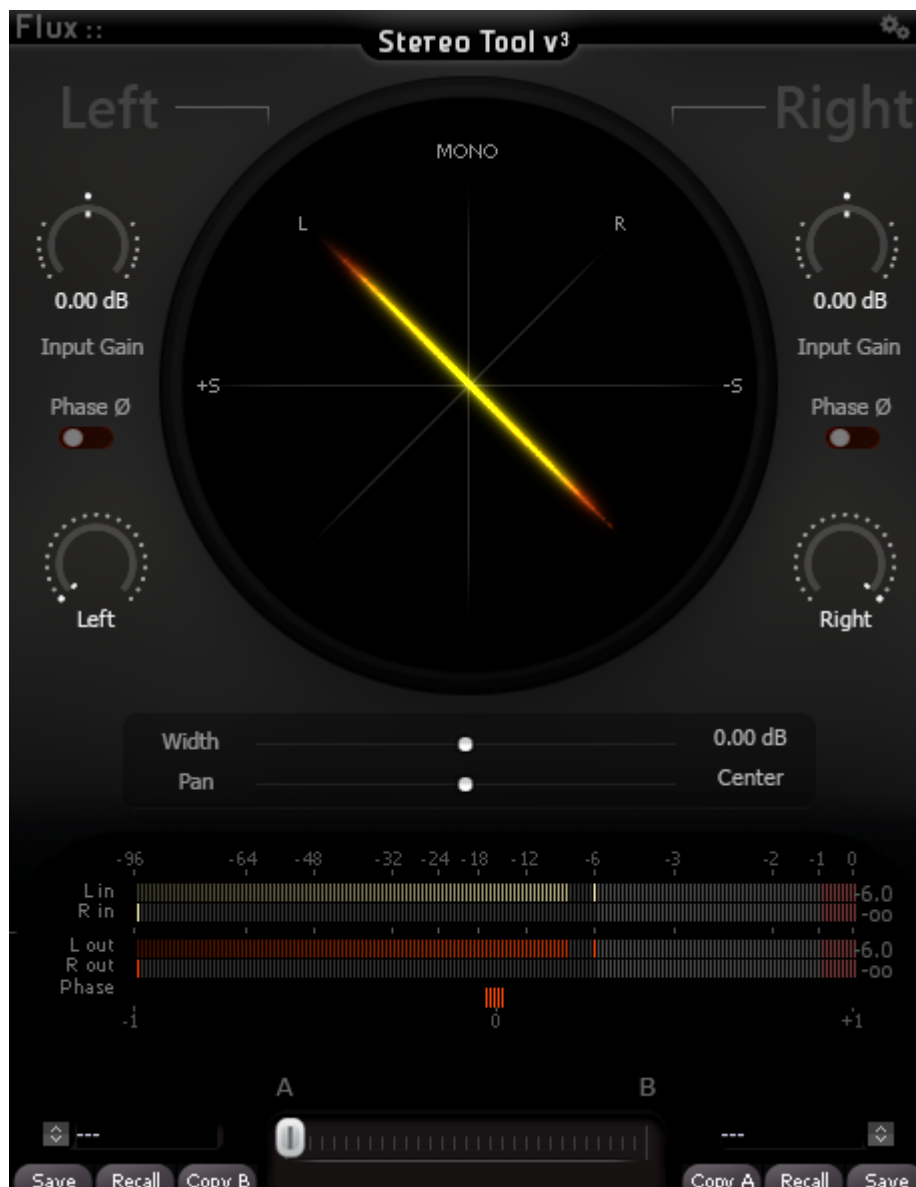 Flux ::
Stereo Tool v³
Left
Right
MONO
L
R
0.00 dB
0.00 dB
Input Gain
Input Gain
+S
-S
Phase Ø
Phase Ø
Left
Right
Width
0.00 dB
Pan
Center
-96 -64 -48 -32 -24 -18 -12 -6 -3 -2 -1 0
L in
-6.0
R in
-oo
L out
-6.0
R out
-oo
Phase
-1 0 +1
A
B
---
---
Save Recall Copy B
Copy A Recall Save